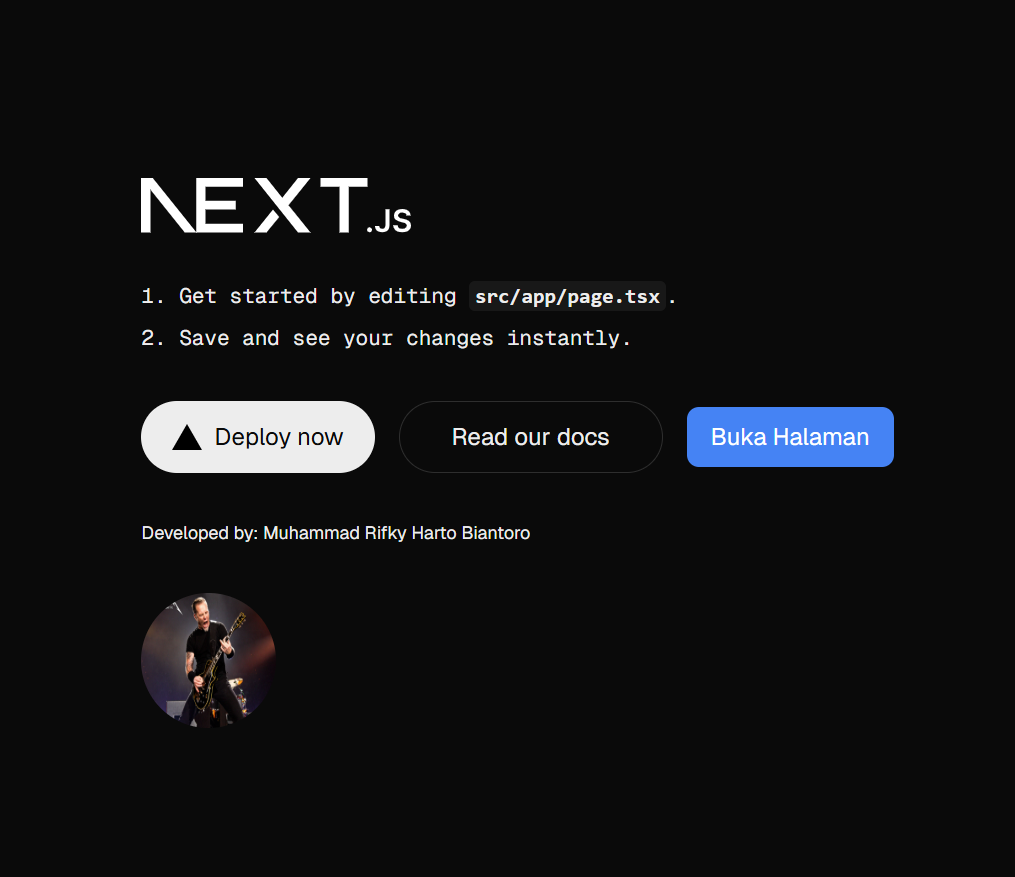 NEXT.JS
1. Get started by editing src/app/page.tsx.
2. Save and see your changes instantly.
Deploy now
Read our docs
Buka Halaman
Developed by: Muhammad Rifky Harto Biantoro